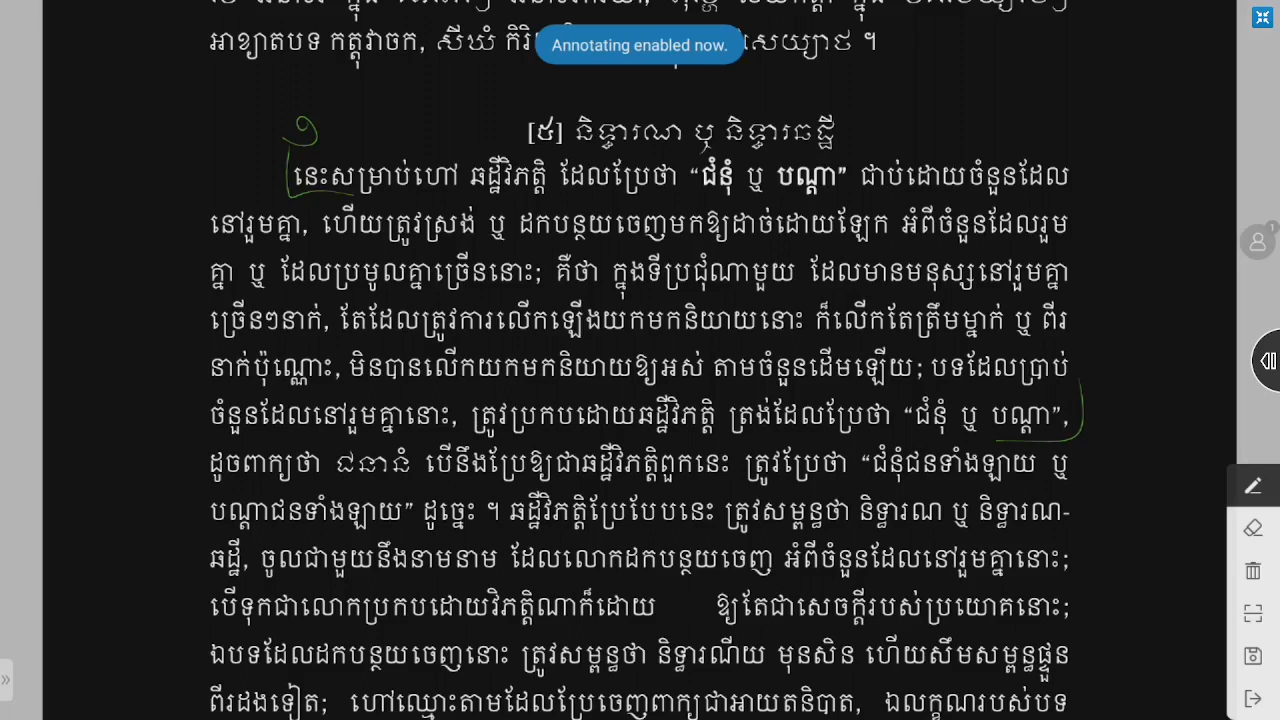 អាខ្យាតបទ កត្តុវាចក, សីឃំ
Annotating enabled now.
[៥] និទ្ធារណ ឬ និទ្ធារឆដ្ឋី
នេះសម្រាប់ហៅ ឆដ្ឋីវិភត្តិ ដែលប្រែថា “ជំនុំ ឬ បណ្ដា” ជាប់ដោយចំនួនដែល
នៅរួមគ្នា, ហើយត្រូវស្រង់ ឬ ដកបន្ថយចេញមកឱ្យដាច់ដោយឡែក អំពីចំនួនដែលរួម
គ្នា ឬ ដែលប្រមូលគ្នាច្រើននោះ; គឺថា ក្នុងទីប្រជុំណាមួយ ដែលមានមនុស្សនៅរួមគ្នា
ច្រើនៗនាក់, តែដែលត្រូវការលើកឡើងយកមកនិយាយនោះ ក៏លើកតែត្រឹមម្នាក់ ឬ ពីរ
នាក់ប៉ុណ្ណោះ, មិនបានលើកយកមកនិយាយឱ្យអស់ តាមចំនួនដើមឡើយ; បទដែលប្រាប់
ចំនួនដែលនៅរួមគ្នានោះ, ត្រូវប្រកបដោយឆដ្ឋីវិភត្តិ ត្រង់ដែលប្រែថា “ជំនុំ ឬ បណ្ដា”,
ដូចពាក្យថា ជនានំ បើនឹងប្រែឱ្យជាឆដ្ឋីវិភត្តិពួកនេះ ត្រូវប្រែថា “ជំនុំជនទាំងឡាយ ឬ
បណ្ដាជនទាំងឡាយ” ដូច្នេះ ។ ឆដ្ឋីវិភត្តិប្រែបែបនេះ ត្រូវសម្ពន្ធថា និទ្ធារណ ឬ និទ្ធារណ-
ឆដ្ឋី, ចូលជាមួយនឹងនាមនាម ដែលលោកដកបន្ថយចេញ អំពីចំនួនដែលនៅរួមគ្នានោះ;
បើទុកជាលោកប្រកបដោយវិភត្តិណាក៏ដោយ ឱ្យតែជាសេចក្ដីរបស់ប្រយោគនោះ;
ឯបទដែលដកបន្ថយចេញនោះ ត្រូវសម្ពន្ធថា និទ្ធារណីយ មុនសិន ហើយសឹមសម្ពន្ធផ្ទួន
ពីរដងទៀត; ហៅឈ្មោះតាមដែលប្រែចេញពាក្យជាអាយតនិបាត, ឯលក្ខណរបស់បទ